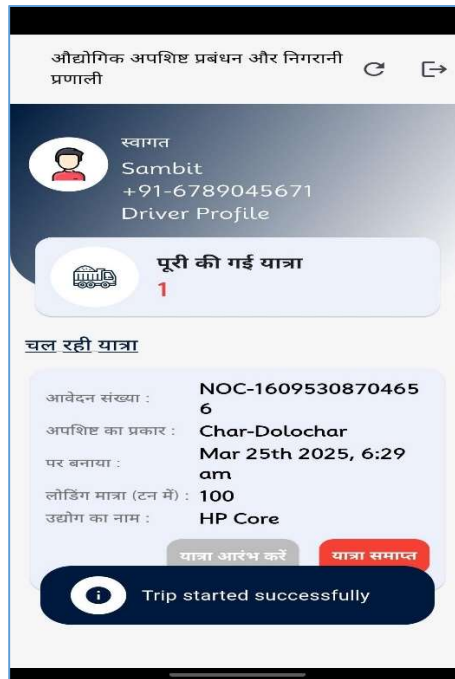 औद्योगिक अपशिष्ट प्रबंधन और निगरानी
प्रणाली
स्वागत
Sambit
+91-6789045671
Driver Profile
पूरी की गई यात्रा
1
चल रही यात्रा
आवेदन संख्या : NOC-1609530870465
6
अपशिष्ट का प्रकार : Char-Dolochar
पर बनाया : Mar 25th 2025, 6:29
am
लोडिंग मात्रा (टन में) : 100
उद्योग का नाम : HP Core
यात्रा आरंभ करें यात्रा समाप्त
Trip started successfully